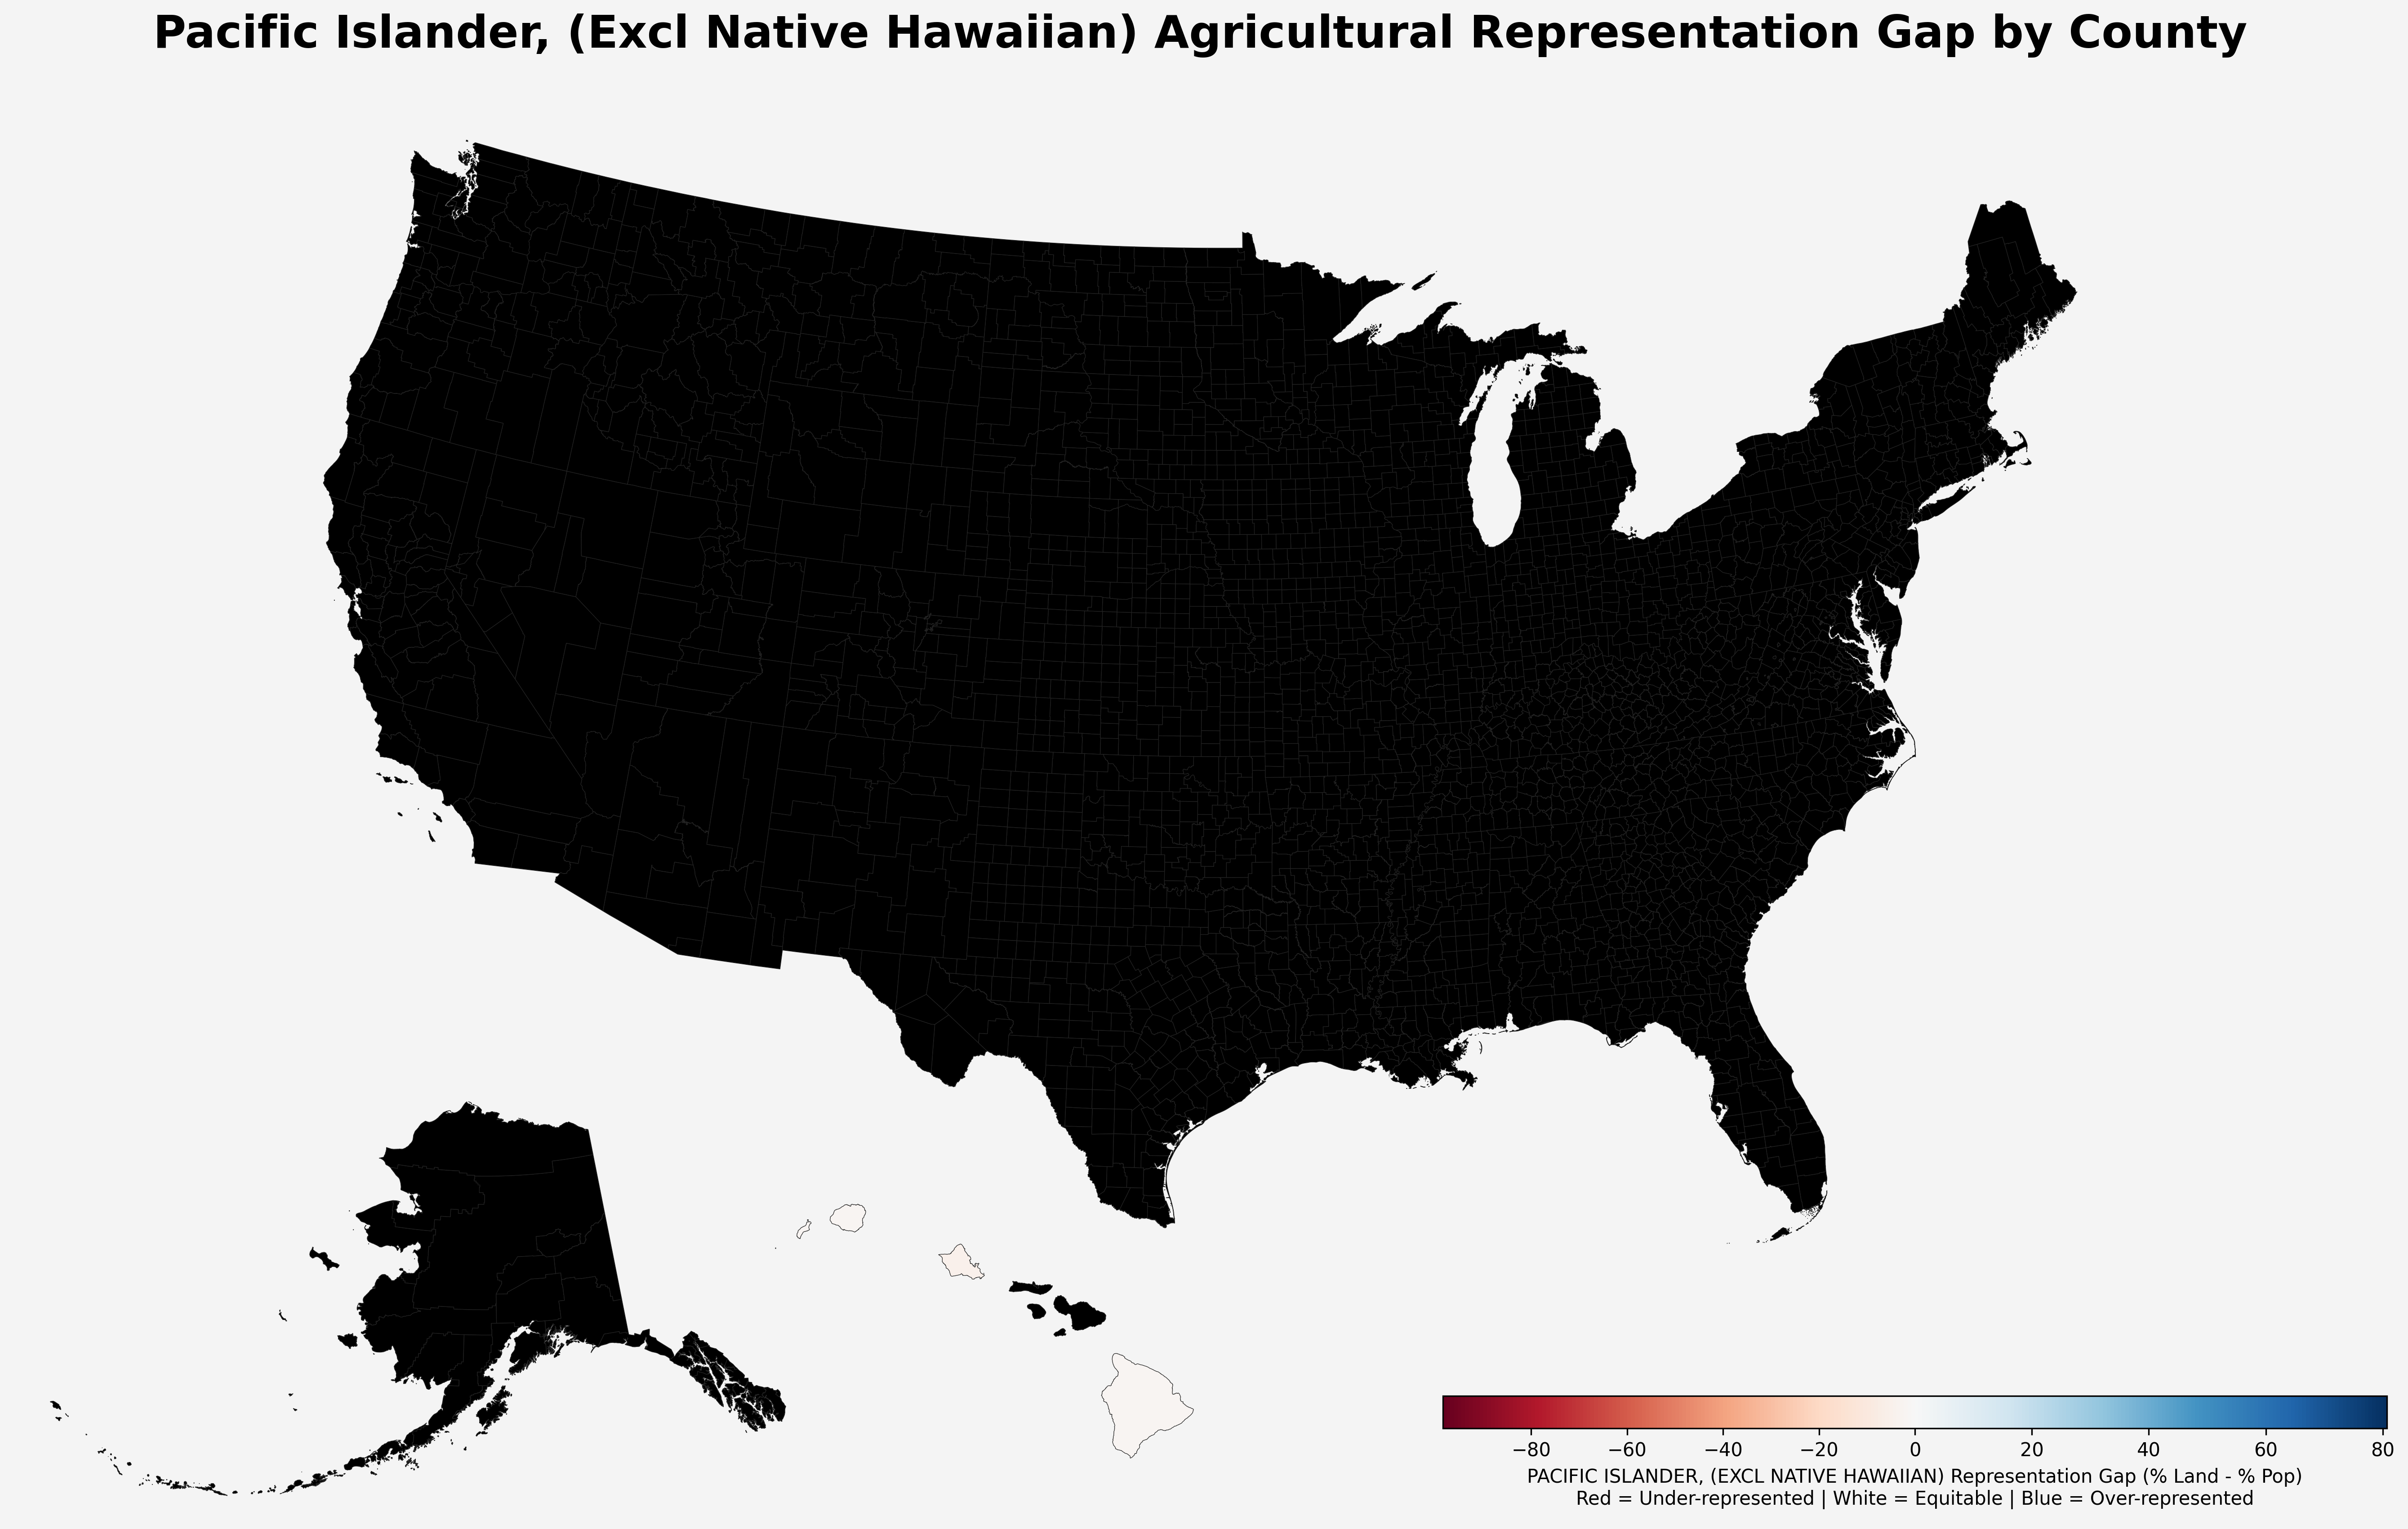 Pacific Islander, (Excl Native Hawaiian) Agricultural Representation Gap by County
−80 −60 −40 −20 0 20 40 60 80
PACIFIC ISLANDER, (EXCL NATIVE HAWAIIAN) Representation Gap (% Land - % Pop)
Red = Under-represented | White = Equitable | Blue = Over-represented